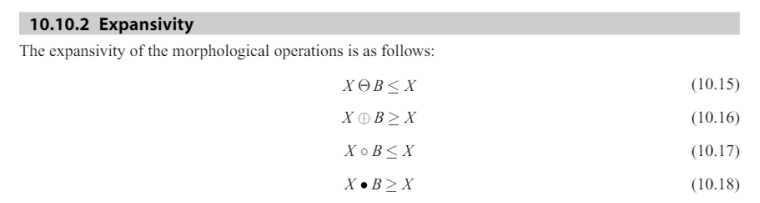 10.10.2 Expansivity
The expansivity of the morphological operations is as follows:
X Θ B ≤ X (10.15)
X ⊕ B ≥ X (10.16)
X ∘ B ≤ X (10.17)
X • B ≥ X (10.18)